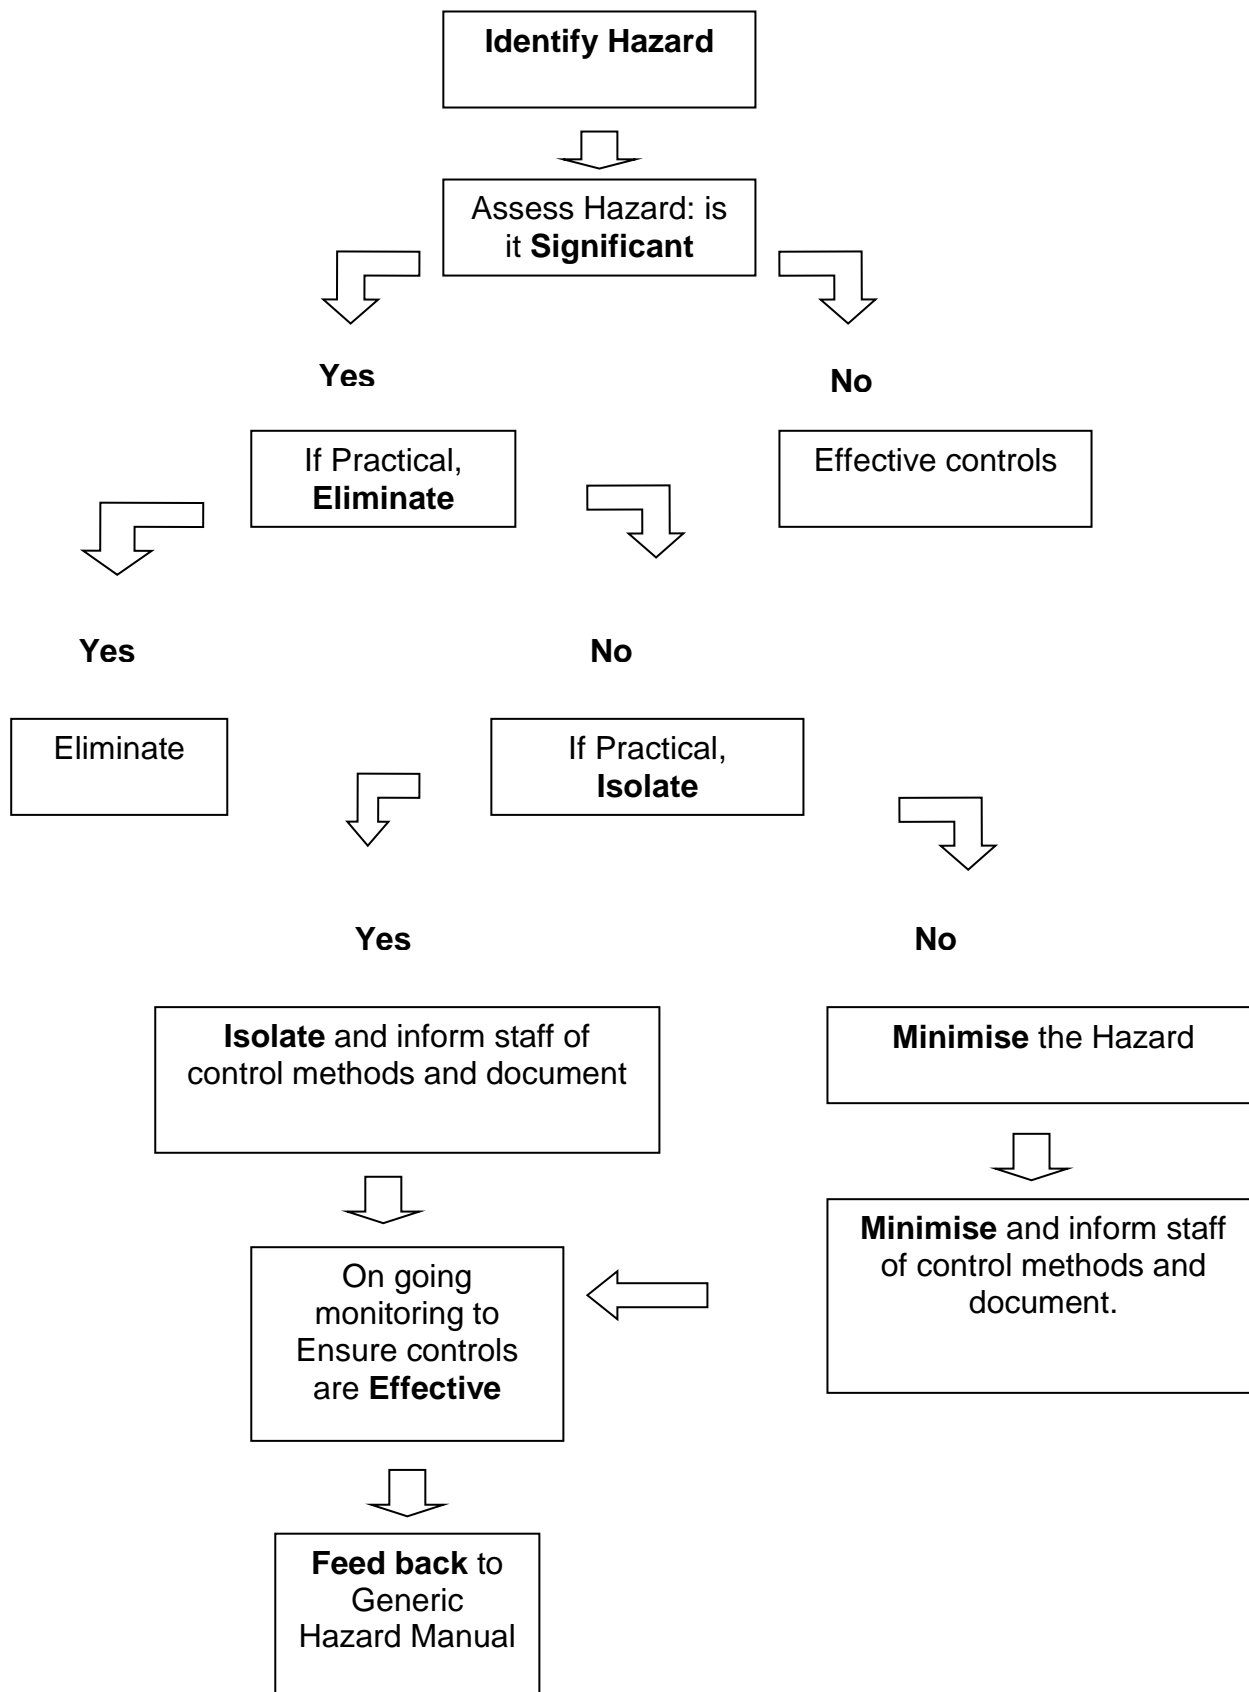 Identify Hazard
Assess Hazard: is
it Significant
Yes
No
If Practical,
Eliminate
Effective controls
Yes
No
Eliminate
If Practical,
Isolate
Yes
No
Isolate and inform staff of
control methods and document
Minimise the Hazard
Minimise and inform staff
of control methods and
document.
On going
monitoring to
Ensure controls
are Effective
Feed back to
Generic
Hazard Manual